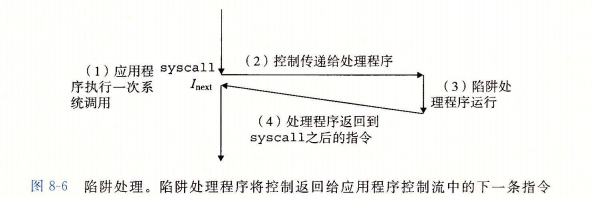 （1）应用程
序执行一次系
统调用
syscall
Inext
（2）控制传递给处理程序
（3）陷阱处
理程序运行
（4）处理程序返回到
syscall之后的指令
图 8-6 陷阱处理。陷阱处理程序将控制返回给应用程序控制流中的下一条指令